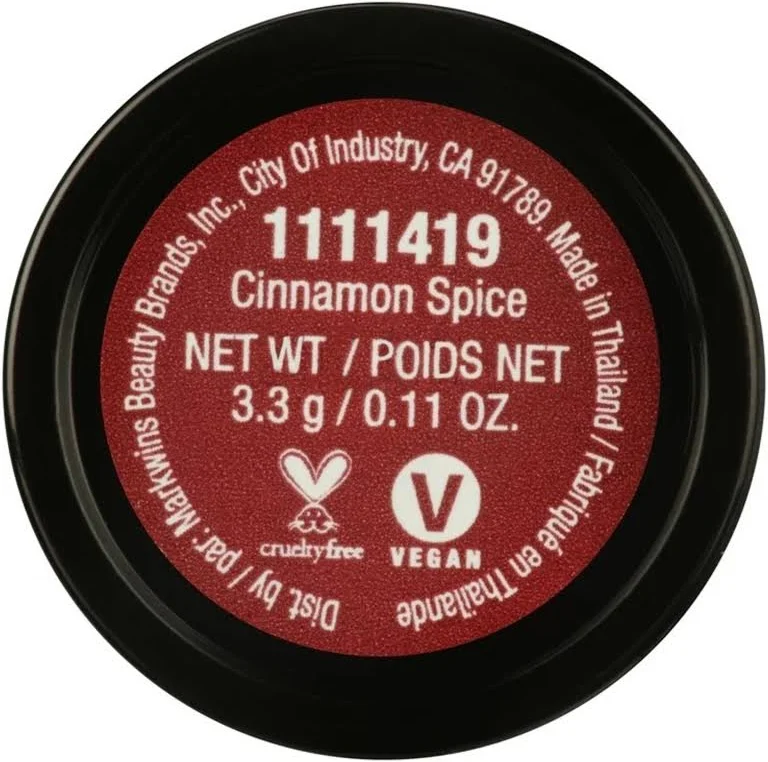 Dist. by / par: Markwins Beauty Brands, Inc., City Of Industry, CA 91789. Made in Thailand / Fabriqué en Thaïlande
1111419
Cinnamon Spice
NET WT / POIDS NET
3.3 g / 0.11 OZ.
crueltyfree
V
VEGAN